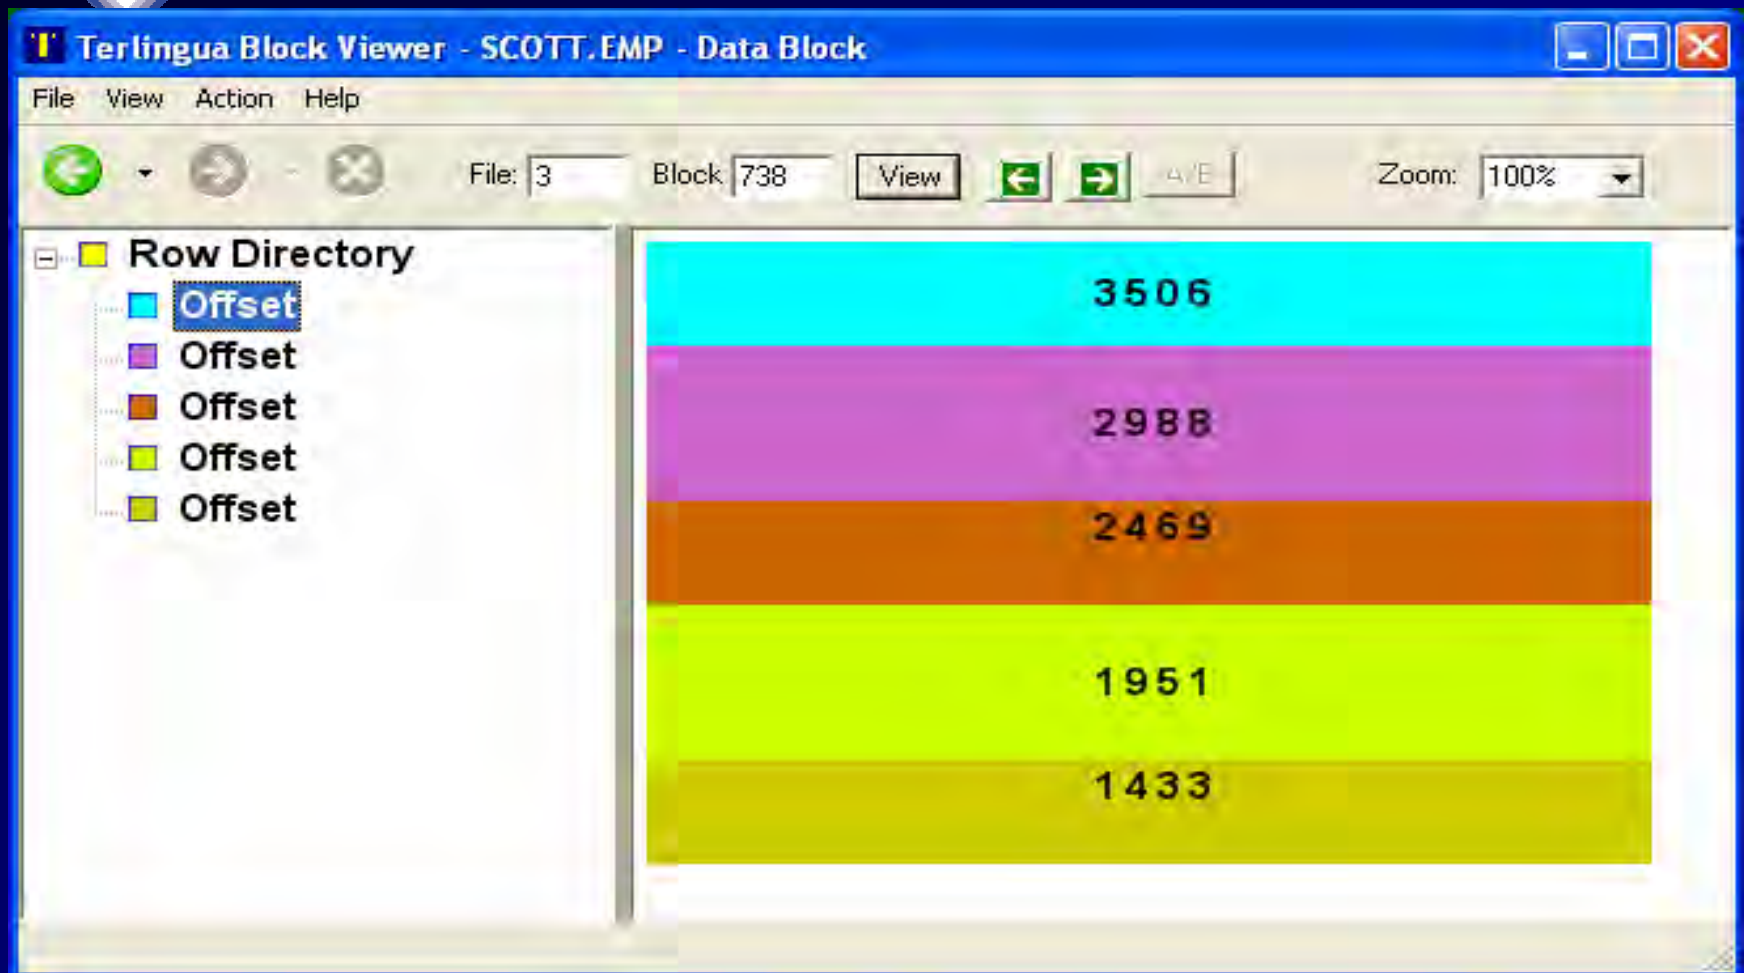 Terlingua Block Viewer - SCOTT.EMP - Data Block
File View Action Help
File: 3 Block 738 View A/E Zoom: 100%
Row Directory
Offset
Offset
Offset
Offset
Offset
3506
2988
2469
1951
1433